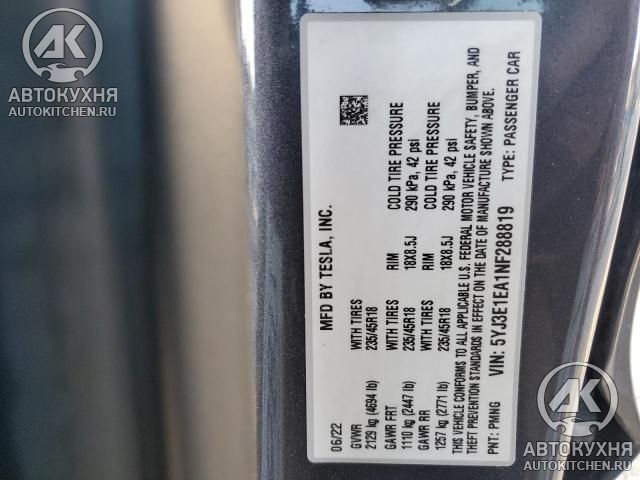 AK
АВТОКУХНЯ
AUTOKITCHEN.RU
MFD BY TESLA, INC.
06/22
GVWR WITH TIRES RIM COLD TIRE PRESSURE
2129 kg (4694 lb) 235/45R18 18X8.5J 290 kPa, 42 psi
GAWR FRT WITH TIRES RIM COLD TIRE PRESSURE
1110 kg (2447 lb) 235/45R18 18X8.5J 290 kPa, 42 psi
GAWR RR
1257 kg (2771 lb)
THIS VEHICLE CONFORMS TO ALL APPLICABLE U.S. FEDERAL MOTOR VEHICLE SAFETY, BUMPER, AND
THEFT PREVENTION STANDARDS IN EFFECT ON THE DATE OF MANUFACTURE SHOWN ABOVE.
VIN: 5YJ3E1EA1NF288819
PNT: PMNG TYPE: PASSENGER CAR
AK
АВТОКУХНЯ
AUTOKITCHEN.RU